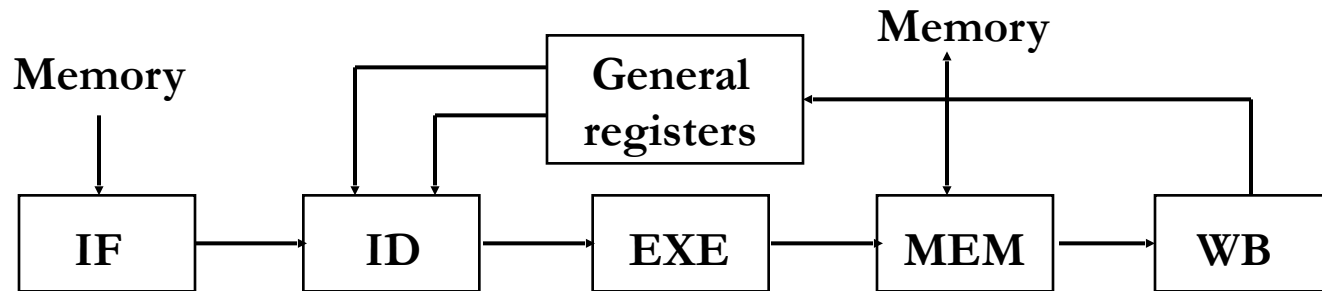 Memory
General
registers
Memory
IF
ID
EXE
MEM
WB